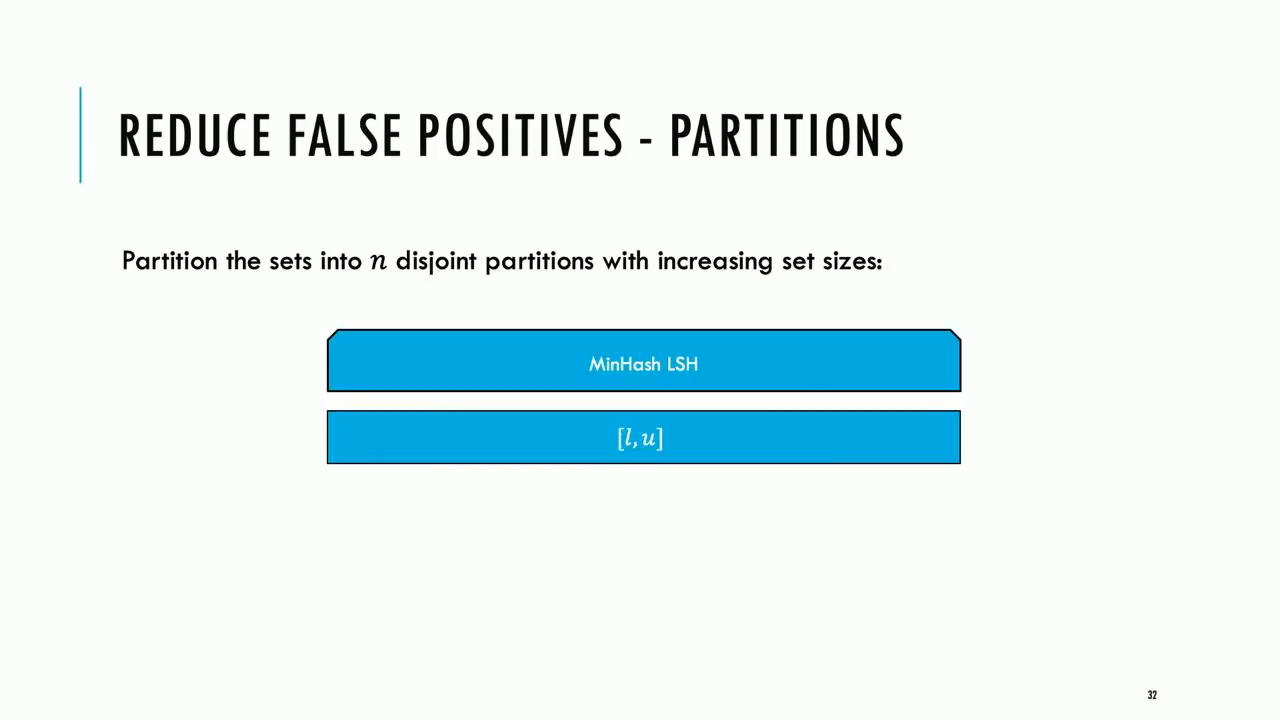 REDUCE FALSE POSITIVES - PARTITIONS
Partition the sets into n disjoint partitions with increasing set sizes:
MinHash LSH
[l, u]
32